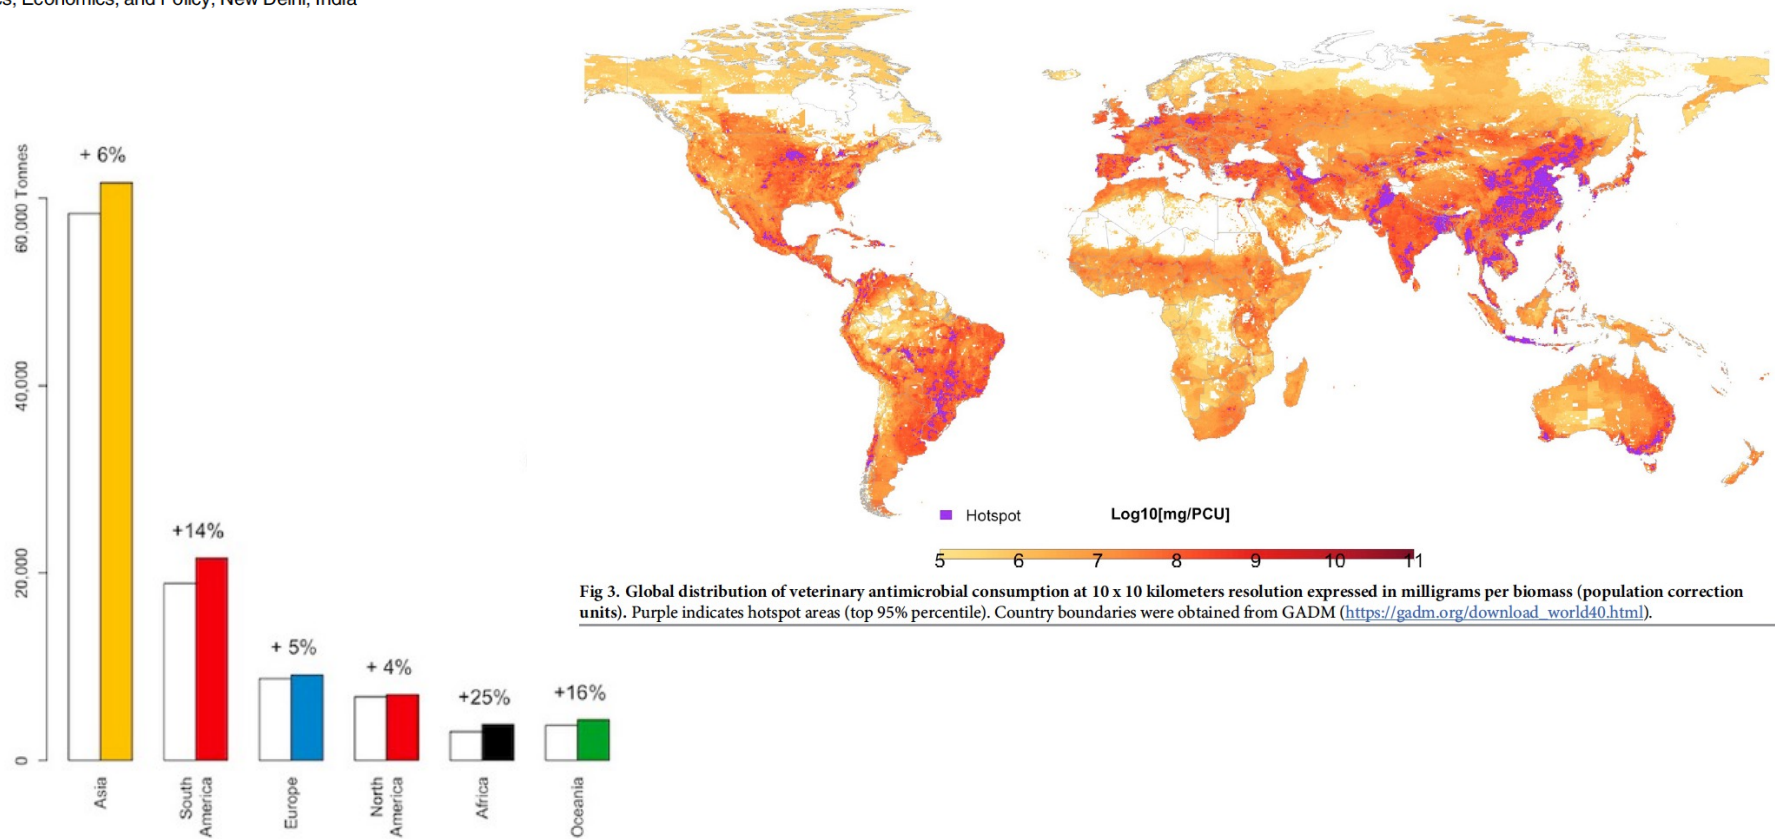 cs, Economics, and Policy, New Delhi, India
60,000 Tonnes
40,000
20,000
0
+ 6%
+14%
+ 5%
+ 4%
+25%
+16%
Asia
South
America
Europe
North
America
Africa
Oceania
Hotspot
Log10[mg/PCU]
5 6 7 8 9 10 11
Fig 3. Global distribution of veterinary antimicrobial consumption at 10 x 10 kilometers resolution expressed in milligrams per biomass (population correction
units). Purple indicates hotspot areas (top 95% percentile). Country boundaries were obtained from GADM (https://gadm.org/download_world40.html).